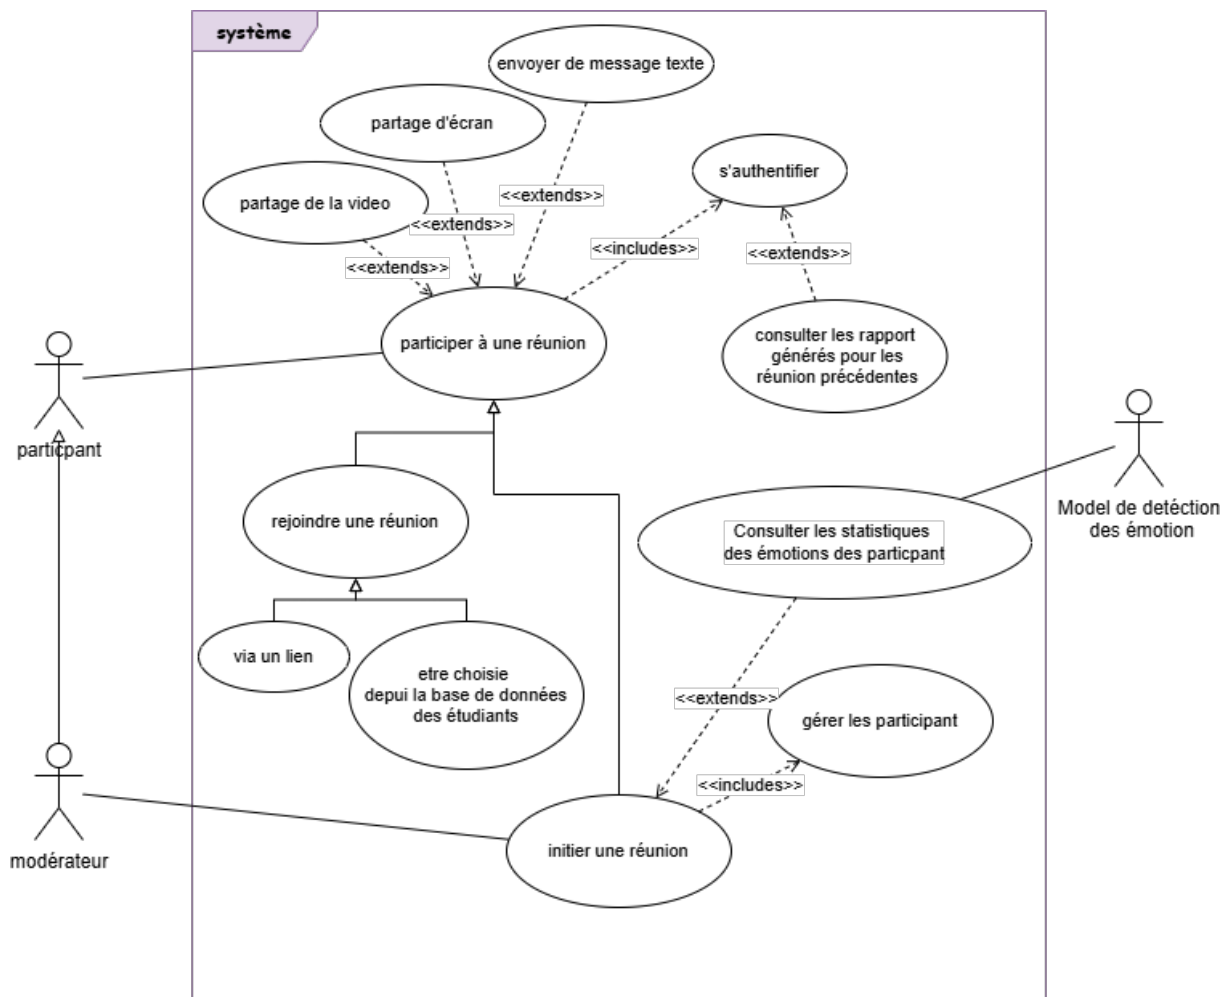 système
envoyer de message texte
partage d'écran
s'authentifier
partage de la video
<<extends>>
<<extends>>
<<includes>>
<<extends>>
<<extends>>
participer à une réunion
consulter les rapport
générés pour les
réunion précédentes
particpant
rejoindre une réunion
Model de detéction
des émotion
Consulter les statistiques
des émotions des particpant
via un lien
etre choisie
depui la base de données
des étudiants
<<extends>>
gérer les participant
<<includes>>
initier une réunion
modérateur